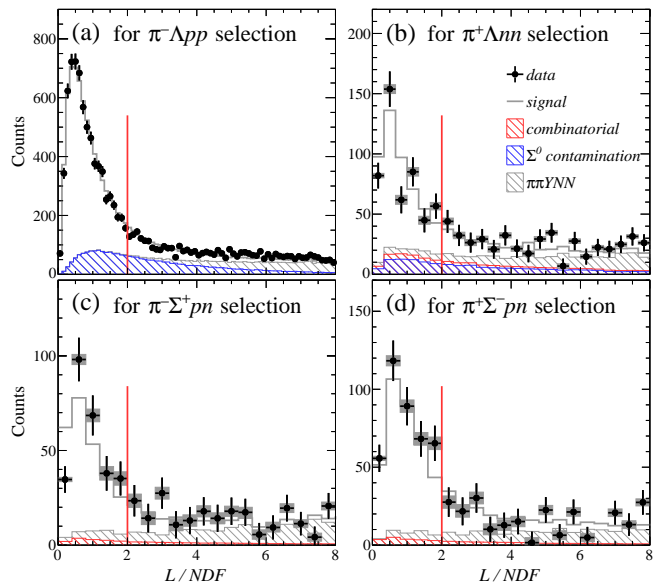 (a) for π⁻Λpp selection
800
600
400
200
0
Counts
(b) for π⁺Λnn selection
200
150
100
50
0
data
signal
combinatorial
Σ⁰ contamination
ππYNN
(c) for π⁻Σ⁺pn selection
100
50
0
Counts
0 2 4 6 8
L / NDF
(d) for π⁺Σ⁻pn selection
150
100
50
0
0 2 4 6 8
L / NDF